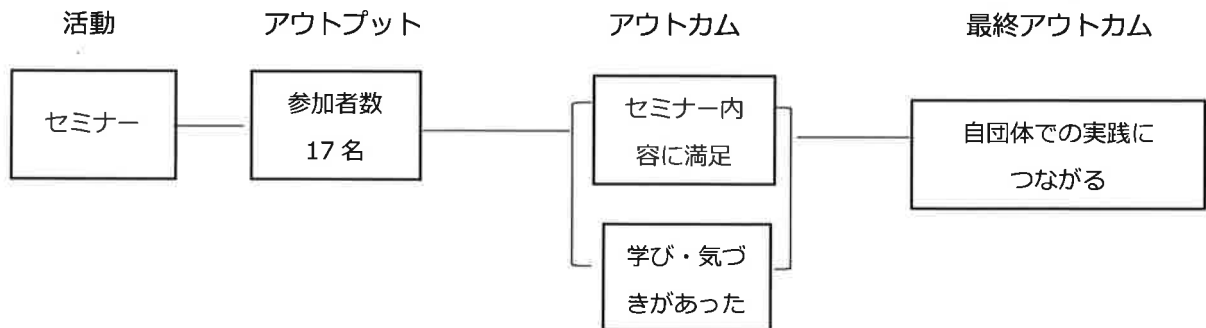 活動
アウトプット
アウトカム
最終アウトカム
セミナー
参加者数
17 名
セミナー内
容に満足
学び・気づ
きがあった
自団体での実践に
つながる